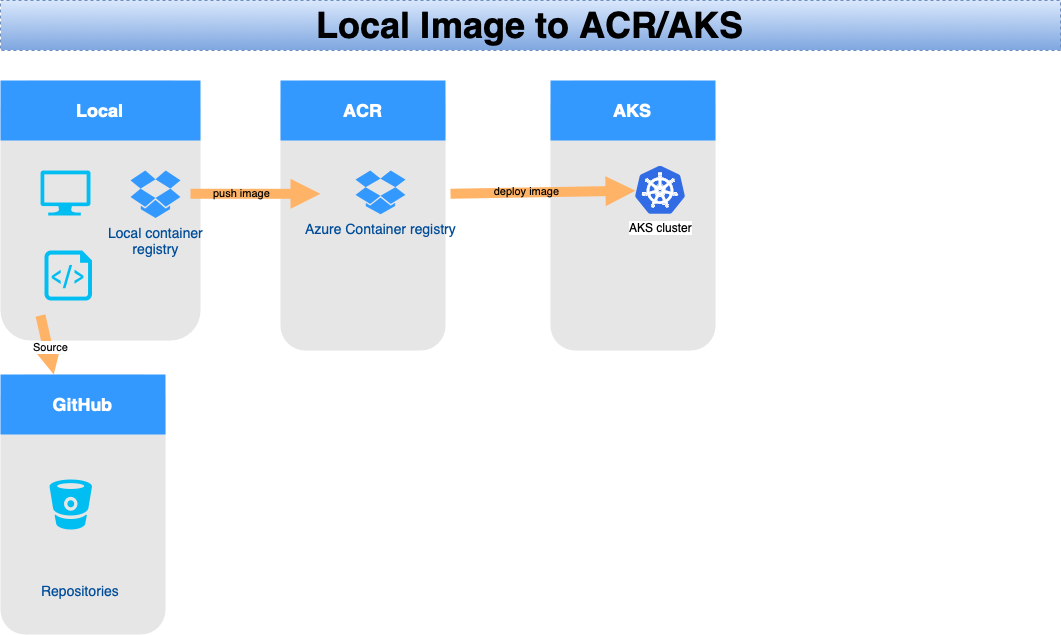 Local Image to ACR/AKS
Local
ACR
AKS
push image
deploy image
Local container
registry
Azure Container registry
AKS cluster
</>
Source
GitHub
Repositories